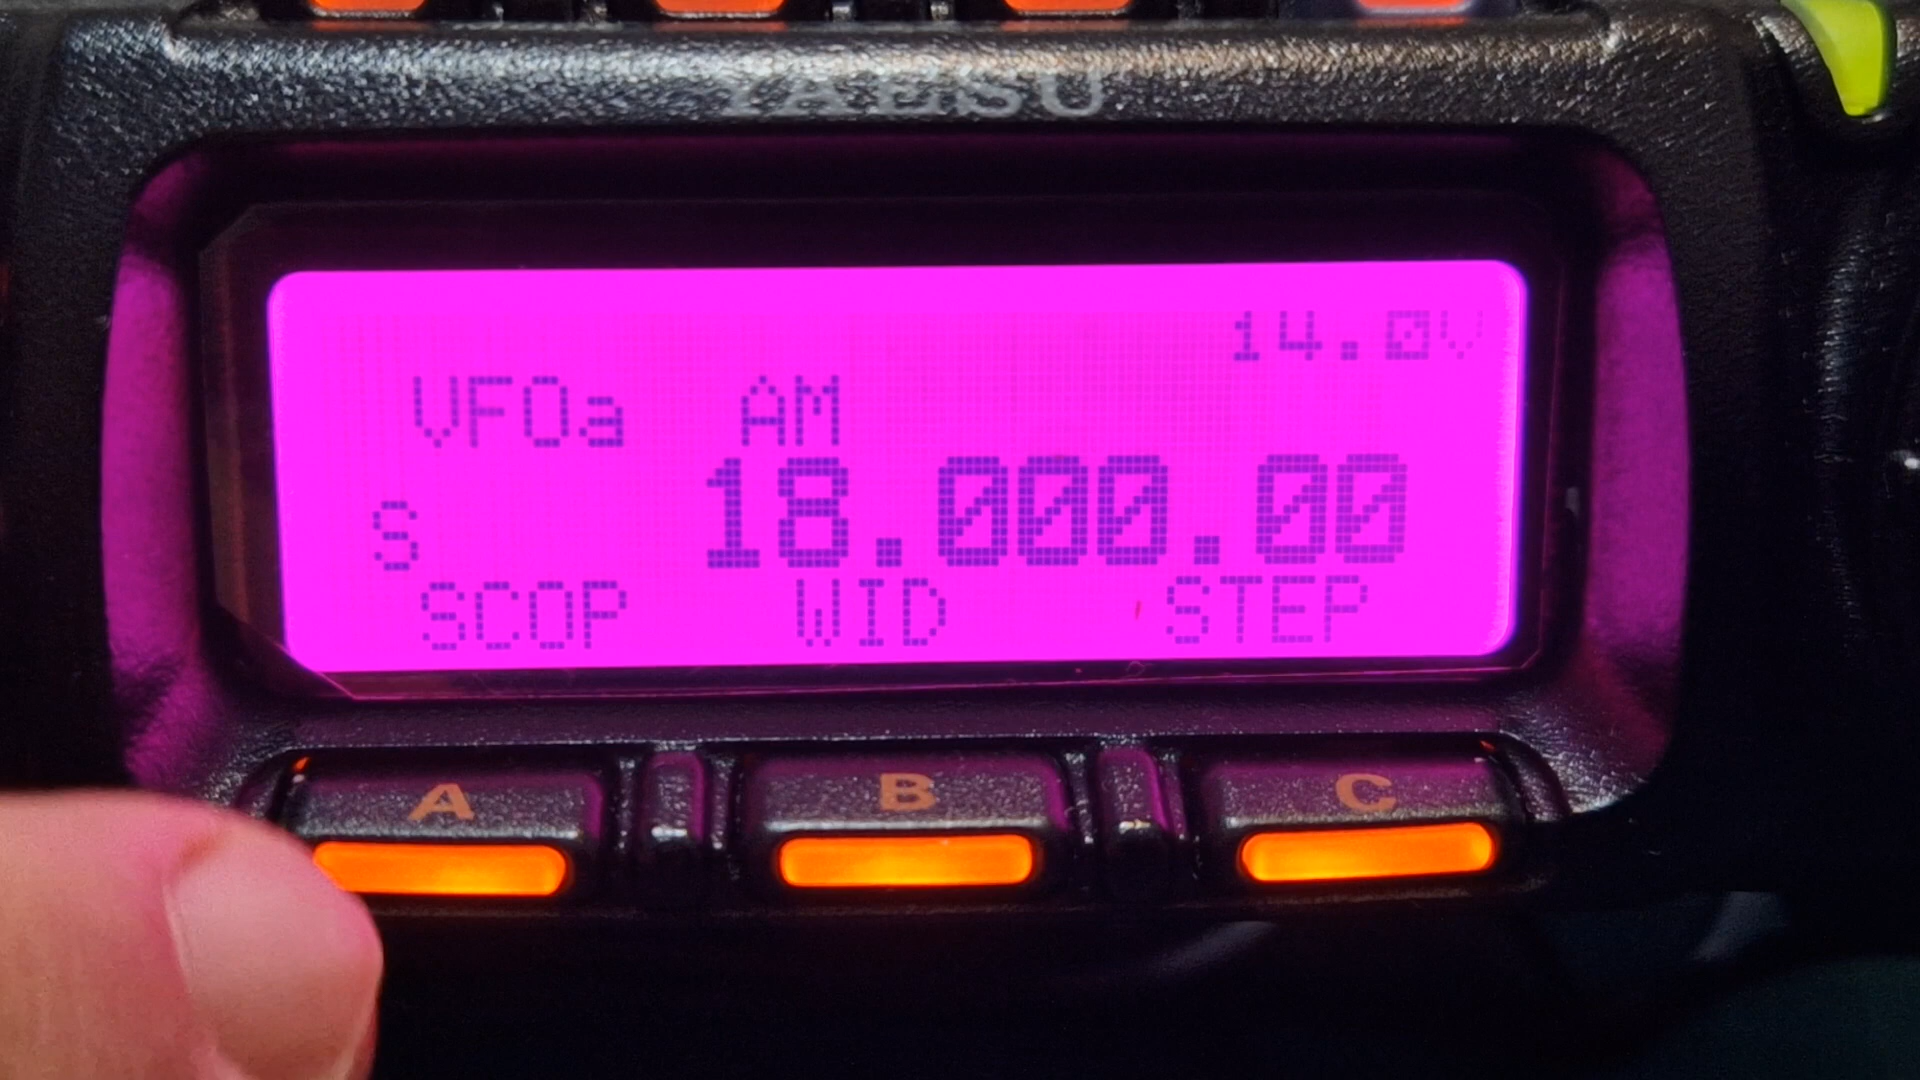 YAESU
14.0V
VFOa AM
18.000.00
S
SCOP WID STEP
A B C